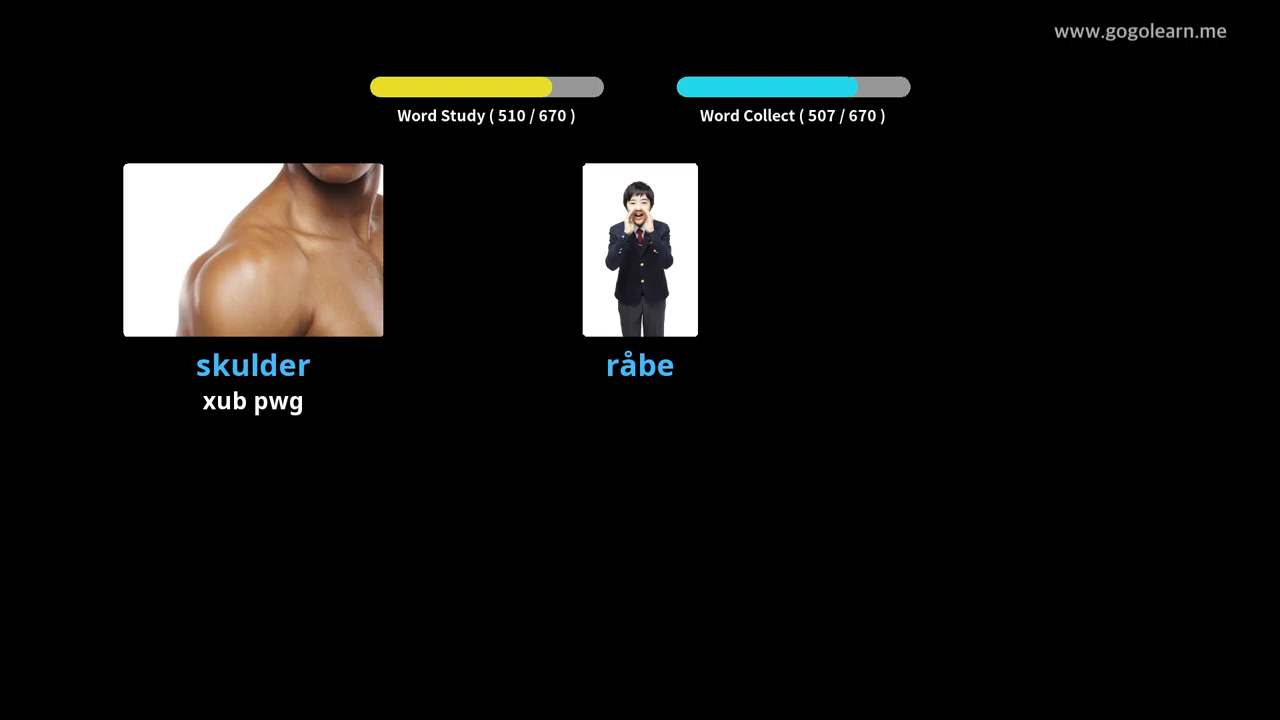 www.gogolearn.me
Word Study ( 510 / 670 )
Word Collect ( 507 / 670 )
skulder
råbe
xub pwg